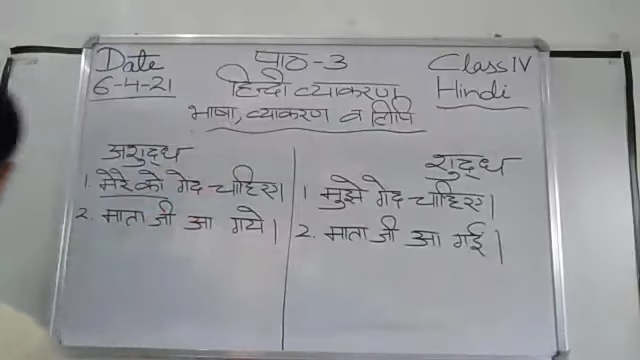 Date
6-4-21
पाठ-3
हिन्दी व्याकरण
भाषा, व्याकरण व लिपि
Class IV
Hindi
अशुद्ध
1. मेरे को गेद चाहिए।
2. माता जी आ गये।
शुद्ध
1. मुझे गेद चाहिए।
2. माता जी आ गई।